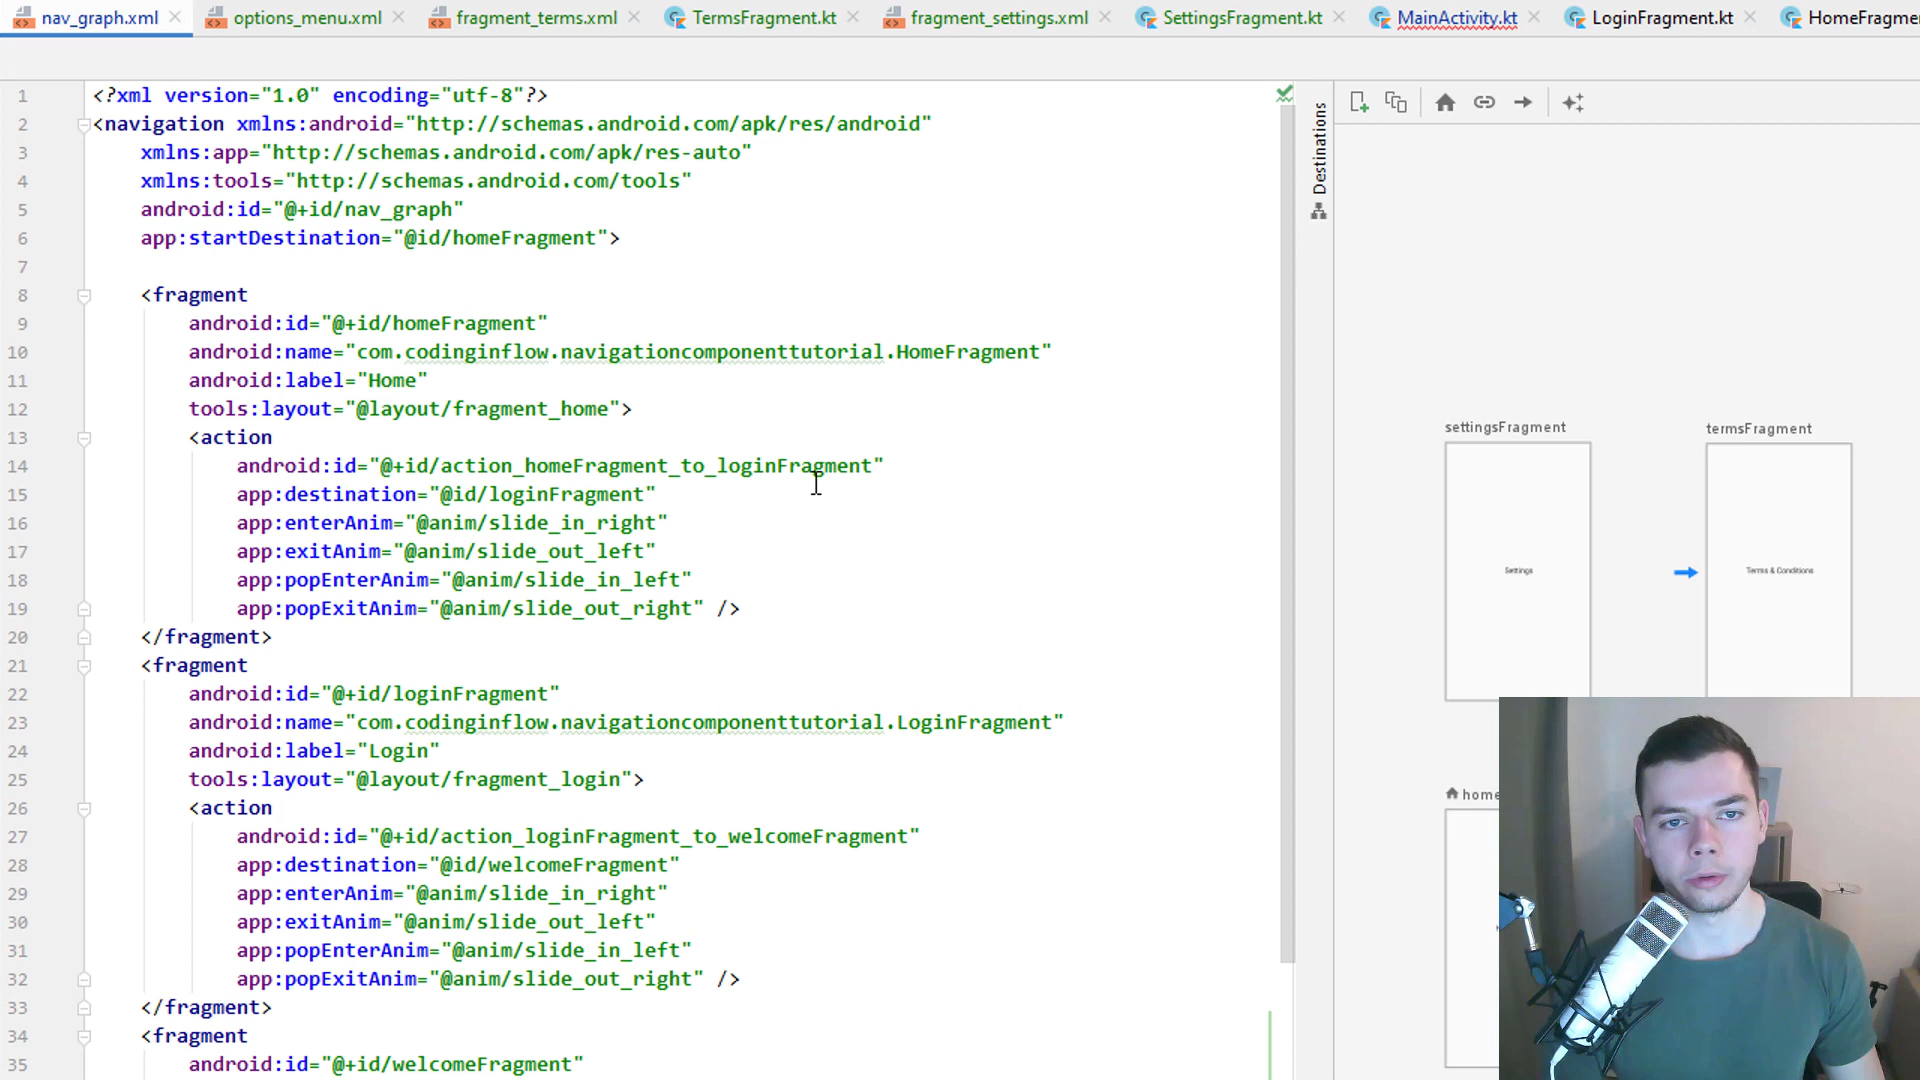 nav_graph.xml options_menu.xml fragment_terms.xml TermsFragment.kt fragment_settings.xml SettingsFragment.kt MainActivity.kt LoginFragment.kt HomeFragme
1 <?xml version="1.0" encoding="utf-8"?>
2 <navigation xmlns:android="http://schemas.android.com/apk/res/android"
3 xmlns:app="http://schemas.android.com/apk/res-auto"
4 xmlns:tools="http://schemas.android.com/tools"
5 android:id="@+id/nav_graph"
6 app:startDestination="@id/homeFragment">
7
8 <fragment
9 android:id="@+id/homeFragment"
10 android:name="com.codinginflow.navigationcomponenttutorial.HomeFragment"
11 android:label="Home"
12 tools:layout="@layout/fragment_home">
13 <action
14 android:id="@+id/action_homeFragment_to_loginFragment"
15 app:destination="@id/loginFragment"
16 app:enterAnim="@anim/slide_in_right"
17 app:exitAnim="@anim/slide_out_left"
18 app:popEnterAnim="@anim/slide_in_left"
19 app:popExitAnim="@anim/slide_out_right" />
20 </fragment>
21 <fragment
22 android:id="@+id/loginFragment"
23 android:name="com.codinginflow.navigationcomponenttutorial.LoginFragment"
24 android:label="Login"
25 tools:layout="@layout/fragment_login">
26 <action
27 android:id="@+id/action_loginFragment_to_welcomeFragment"
28 app:destination="@id/welcomeFragment"
29 app:enterAnim="@anim/slide_in_right"
30 app:exitAnim="@anim/slide_out_left"
31 app:popEnterAnim="@anim/slide_in_left"
32 app:popExitAnim="@anim/slide_out_right" />
33 </fragment>
34 <fragment
35 android:id="@+id/welcomeFragment"
Destinations
settingsFragment
Settings
termsFragment
Terms & Conditions
home